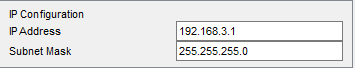 IP Configuration
IP Address 192.168.3.1
Subnet Mask 255.255.255.0